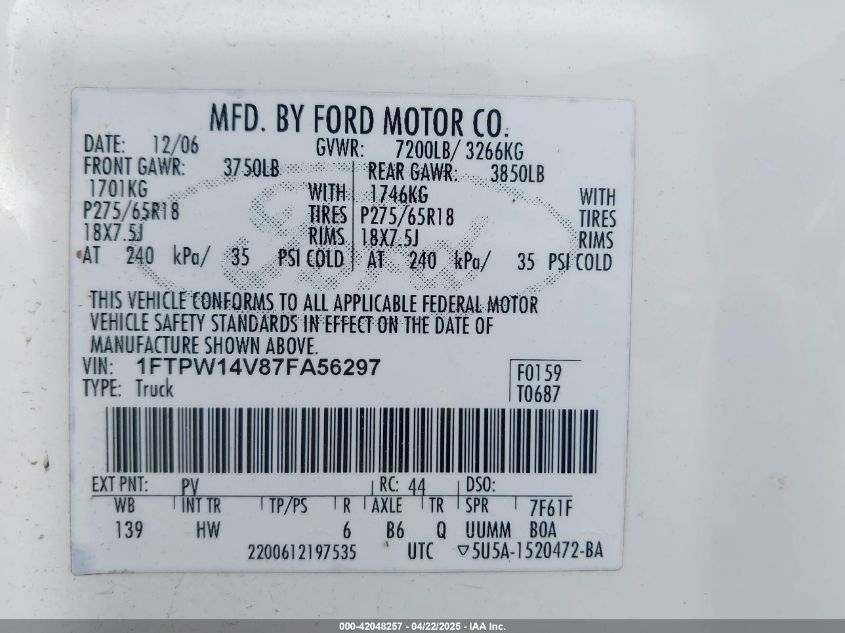 MFD. BY FORD MOTOR CO.
DATE: 12/06 GVWR: 7200LB/ 3266KG
FRONT GAWR: 3750LB REAR GAWR: 3850LB
1701KG WITH 1746KG WITH
P275/65R18 TIRES P275/65R18 TIRES
18X7.5J RIMS 18X7.5J RIMS
AT 240 kPa/ 35 PSI COLD AT 240 kPa/ 35 PSI COLD
Ford
THIS VEHICLE CONFORMS TO ALL APPLICABLE FEDERAL MOTOR
VEHICLE SAFETY STANDARDS IN EFFECT ON THE DATE OF
MANUFACTURE SHOWN ABOVE.
VIN: 1FTPW14V87FA56297 F0159
TYPE: Truck T0687
EXT PNT: PV RC: 44 DSO:
WB INT TR TP/PS R AXLE TR SPR 7F61F
139 HW 6 B6 Q UUMM B0A
2200612197535 UTC ▽5U5A-1520472-BA
000-42048257 - 04/22/2025 - IAA Inc.